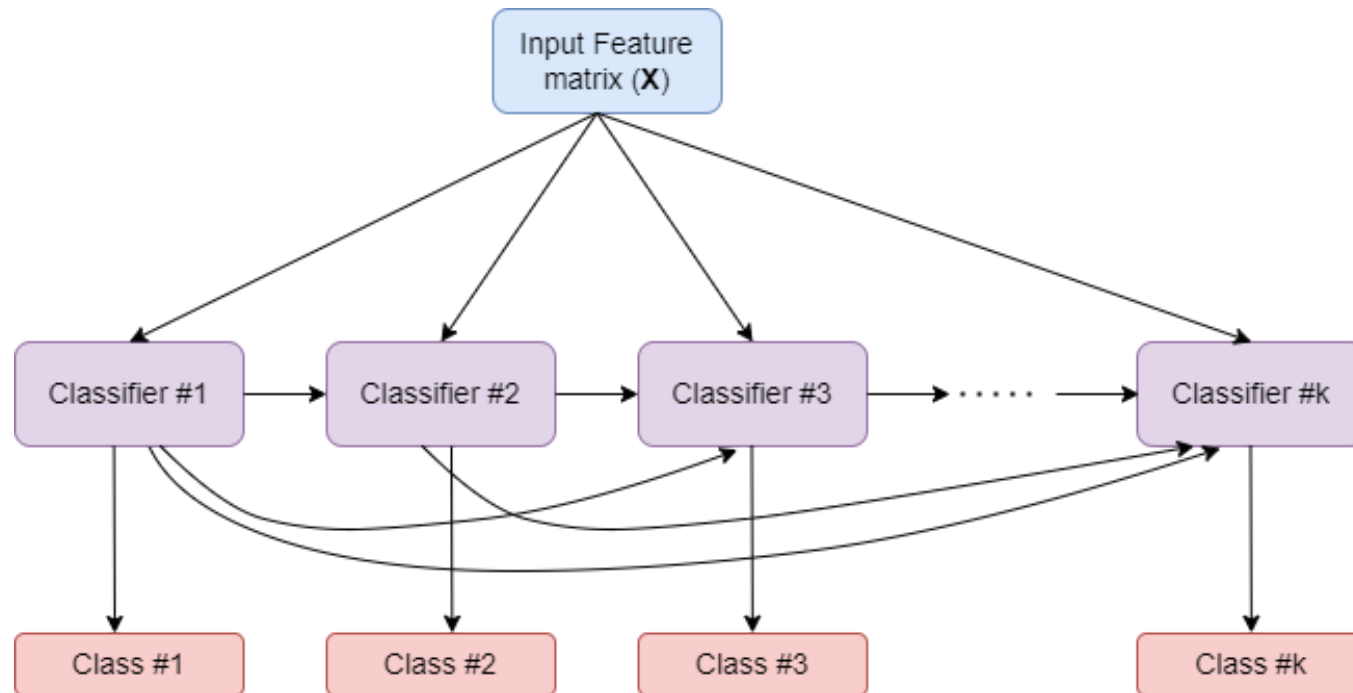 Input Feature
matrix (X)
Classifier #1
Classifier #2
Classifier #3
.....
Classifier #k
Class #1
Class #2
Class #3
Class #k